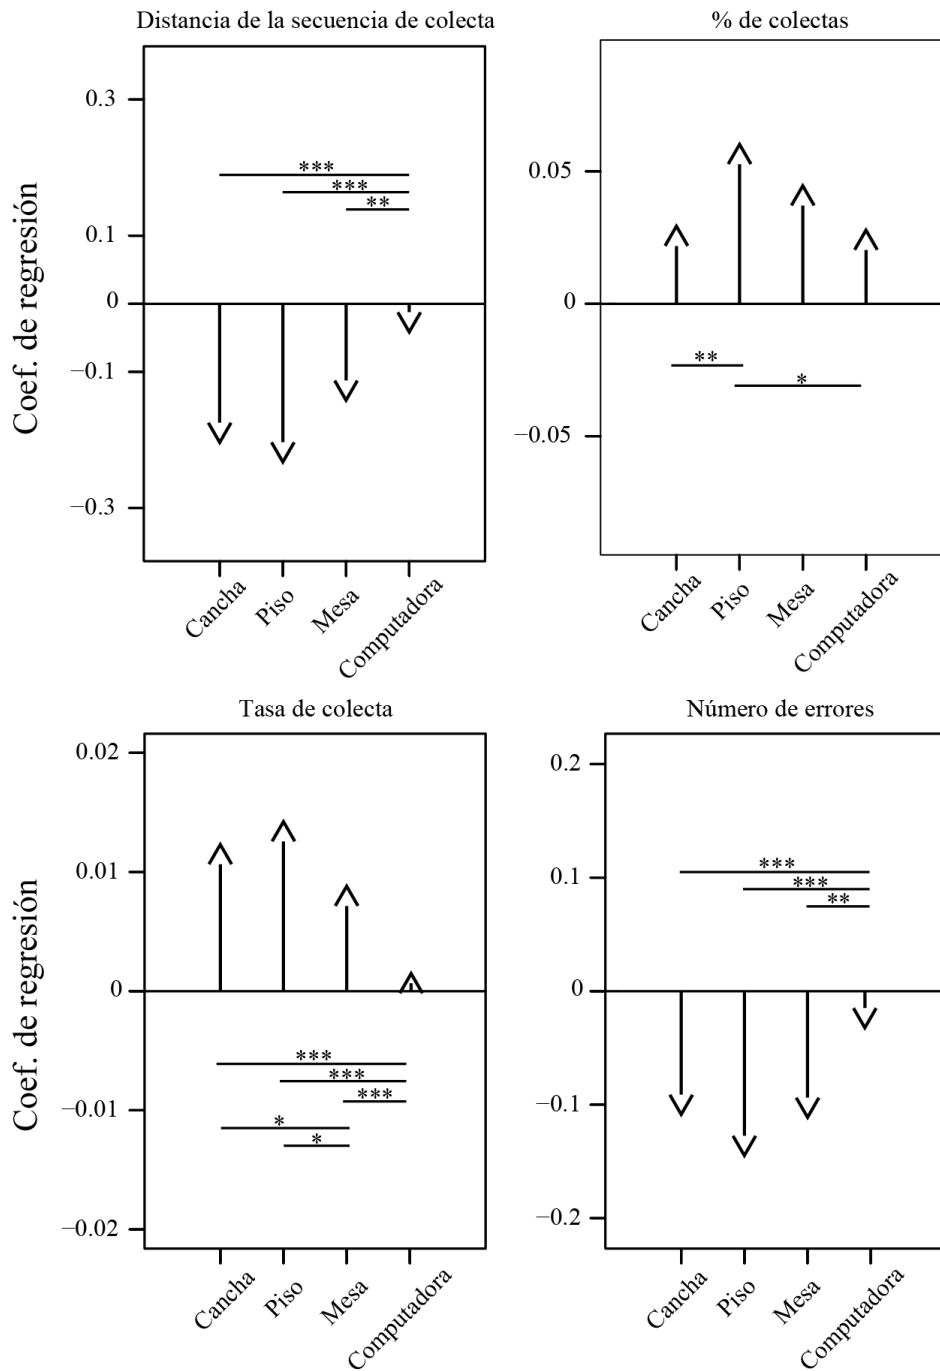 Distancia de la secuencia de colecta
Coef. de regresión
0.3
0.1
0
−0.1
−0.3
***
***
**
Cancha
Piso
Mesa
Computadora
% de colectas
0.05
0
−0.05
**
*
Cancha
Piso
Mesa
Computadora
Tasa de colecta
Coef. de regresión
0.02
0.01
0
−0.01
−0.02
***
***
***
*
*
Cancha
Piso
Mesa
Computadora
Número de errores
0.2
0.1
0
−0.1
−0.2
***
***
**
Cancha
Piso
Mesa
Computadora